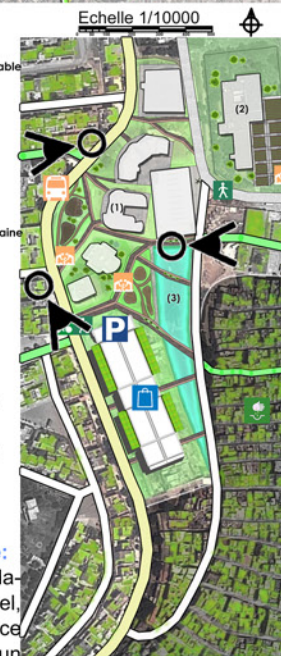 Echelle 1/10000
able
(2)
(1)
aine
(3)
P
:
la-
el,
ce
un